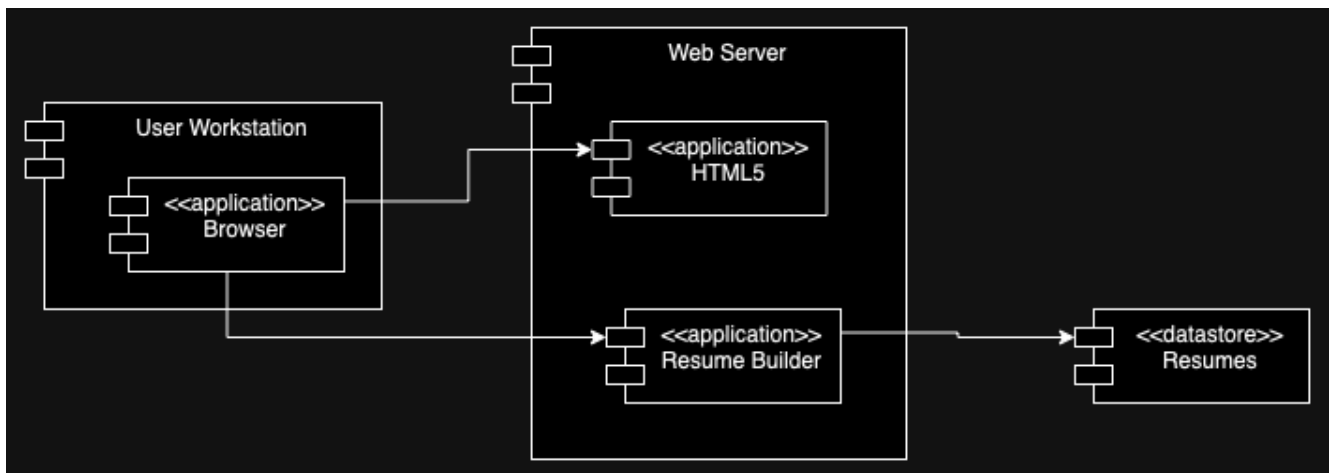 Web Server
User Workstation
<<application>>
HTML5
<<application>>
Browser
<<application>>
Resume Builder
<<datastore>>
Resumes